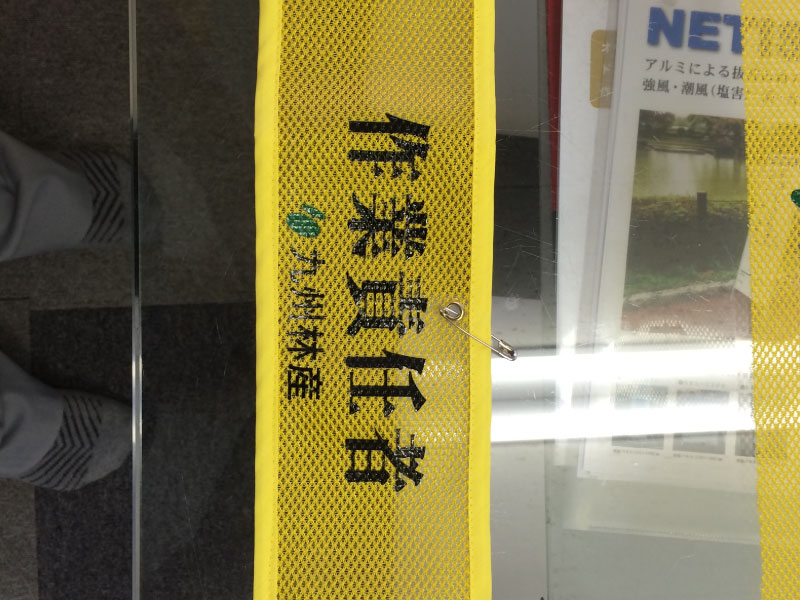 作業責任者
九州林産
NET
アルミによる抜
強風・潮風(塩害